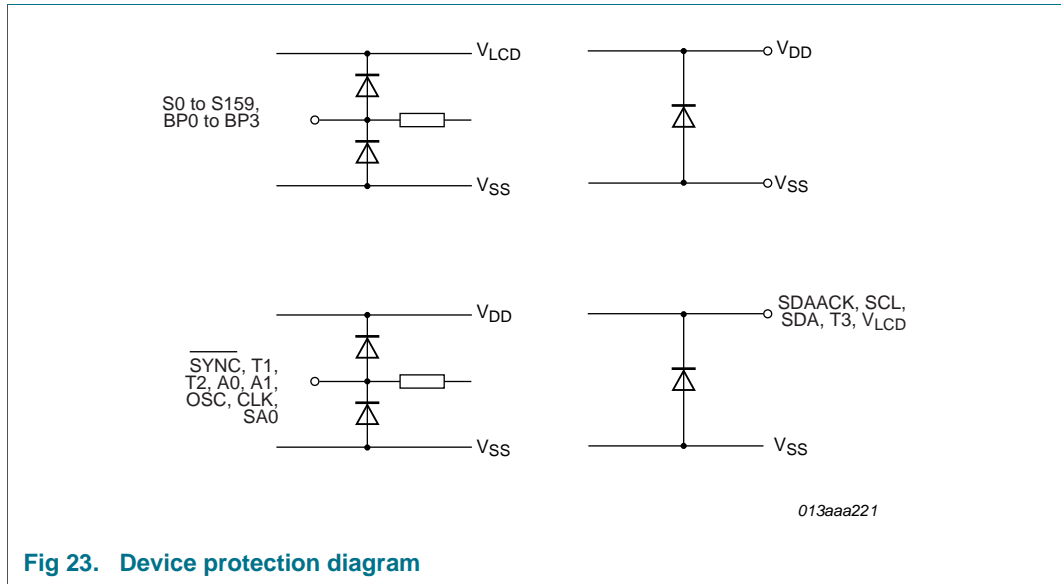 VLCD
S0 to S159,
BP0 to BP3
VSS
VDD
VSS
VDD
SYNC, T1,
T2, A0, A1,
OSC, CLK,
SA0
VSS
SDAACK, SCL,
SDA, T3, VLCD
VSS
013aaa221
Fig 23. Device protection diagram